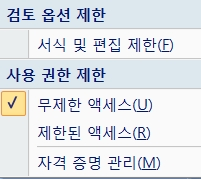 검토 옵션 제한
서식 및 편집 제한(F)
사용 권한 제한
무제한 액세스(U)
제한된 액세스(R)
자격 증명 관리(M)